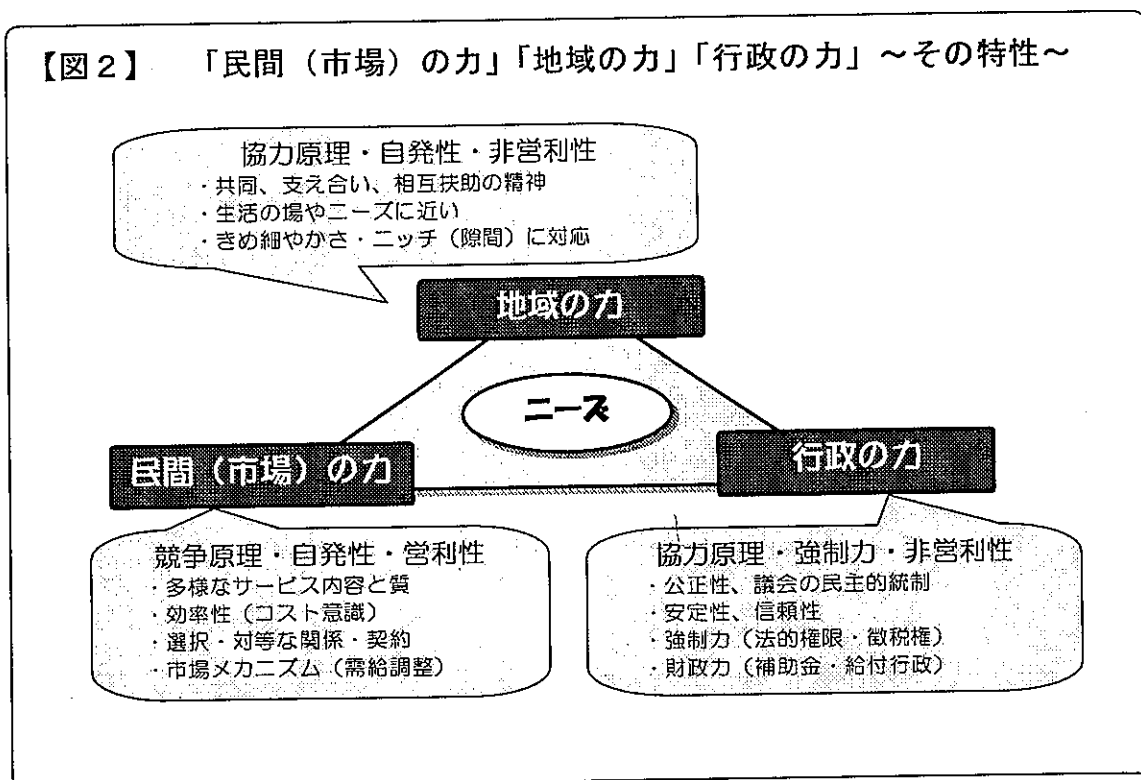 【図2】 「民間（市場）の力」「地域の力」「行政の力」～その特性～
協力原理・自発性・非営利性
・共同、支え合い、相互扶助の精神
・生活の場やニーズに近い
・きめ細やかさ・ニッチ（隙間）に対応
地域の力
ニーズ
民間（市場）の力
行政の力
競争原理・自発性・営利性
・多様なサービス内容と質
・効率性（コスト意識）
・選択・対等な関係・契約
・市場メカニズム（需給調整）
協力原理・強制力・非営利性
・公正性、議会の民主的統制
・安定性、信頼性
・強制力（法的権限・徴税権）
・財政力（補助金・給付行政）